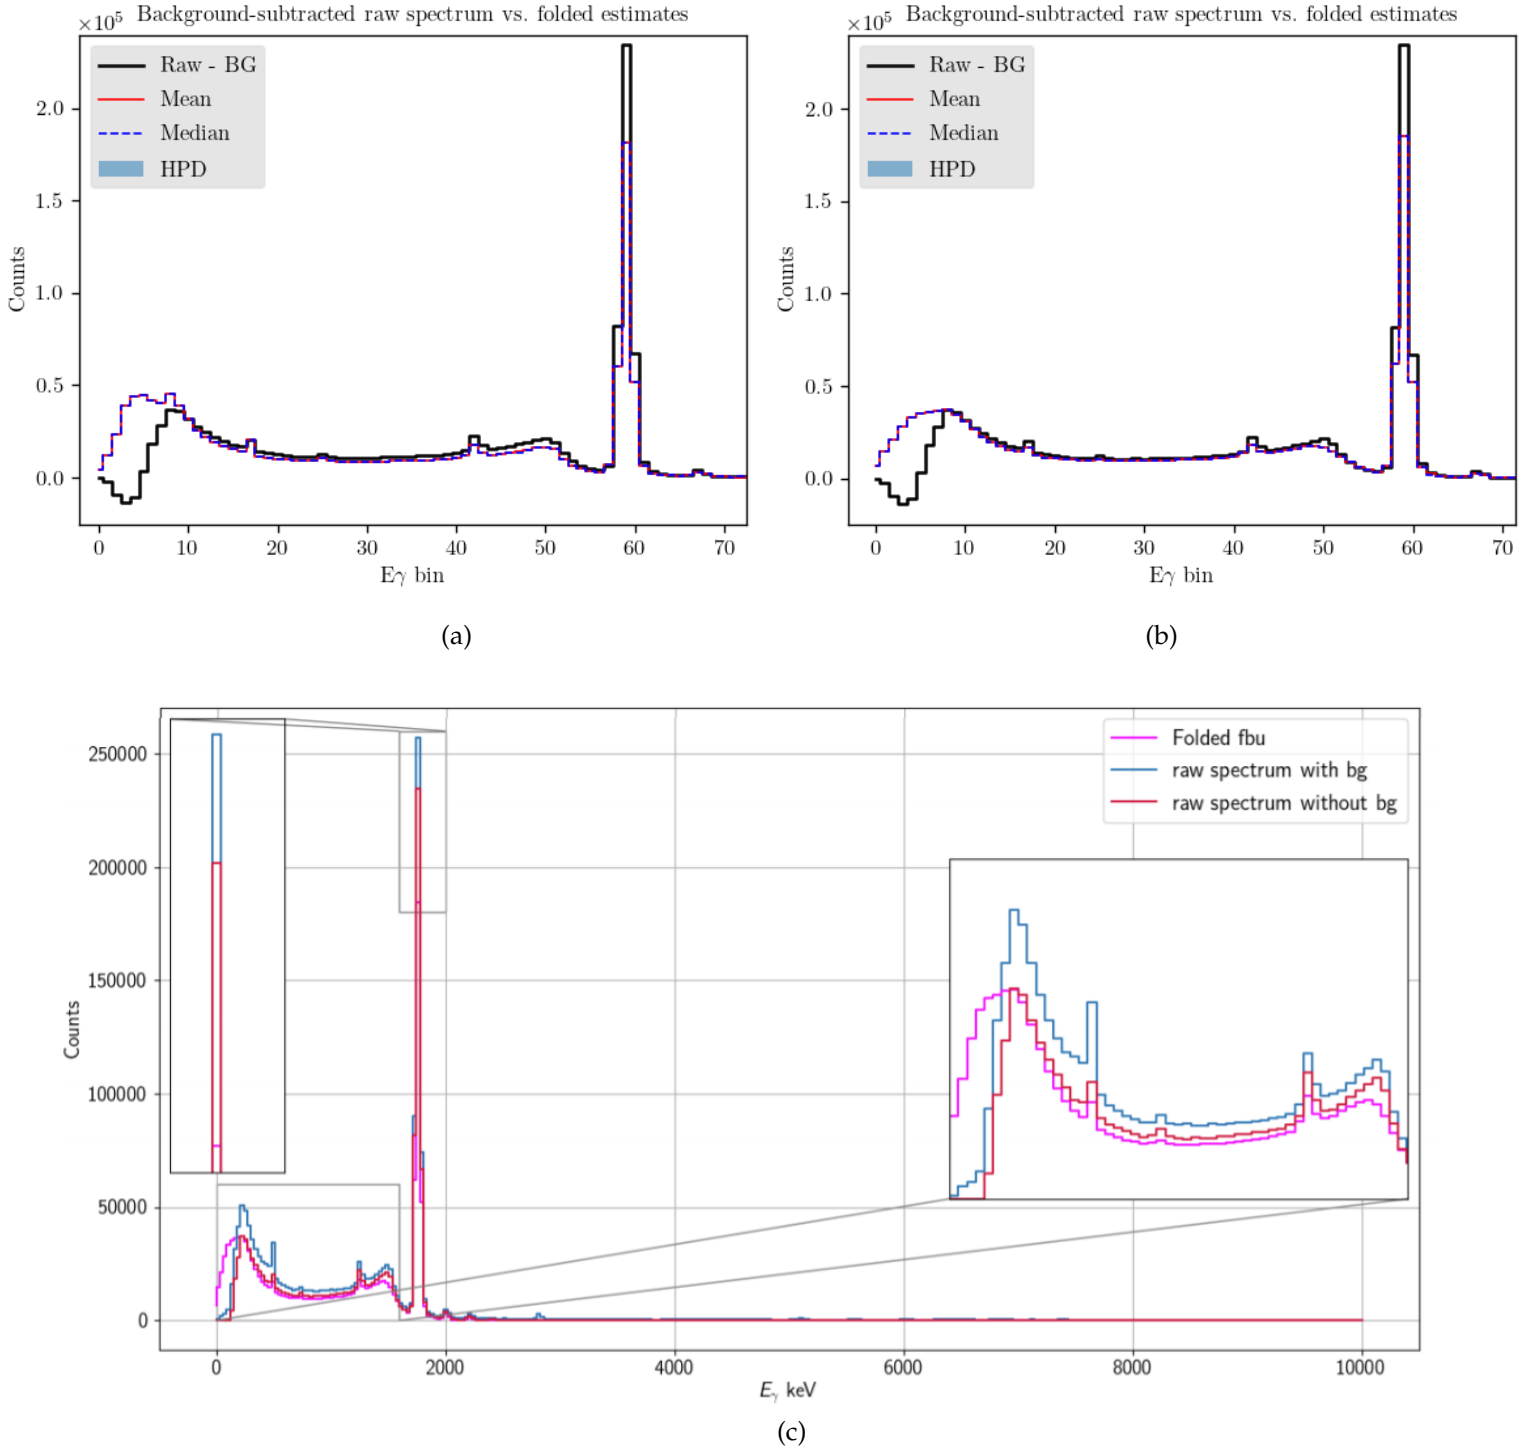 Background-subtracted raw spectrum vs. folded estimates
×10⁵
Raw - BG
Mean
Median
HPD
2.0
1.5
1.0
0.5
0.0
Counts
0 10 20 30 40 50 60 70
Eγ bin
(a)
Background-subtracted raw spectrum vs. folded estimates
×10⁵
Raw - BG
Mean
Median
HPD
2.0
1.5
1.0
0.5
0.0
Counts
0 10 20 30 40 50 60 70
Eγ bin
(b)
Folded fbu
raw spectrum with bg
raw spectrum without bg
250000
200000
150000
100000
50000
0
Counts
0 2000 4000 6000 8000 10000
Eᵧ keV
(c)